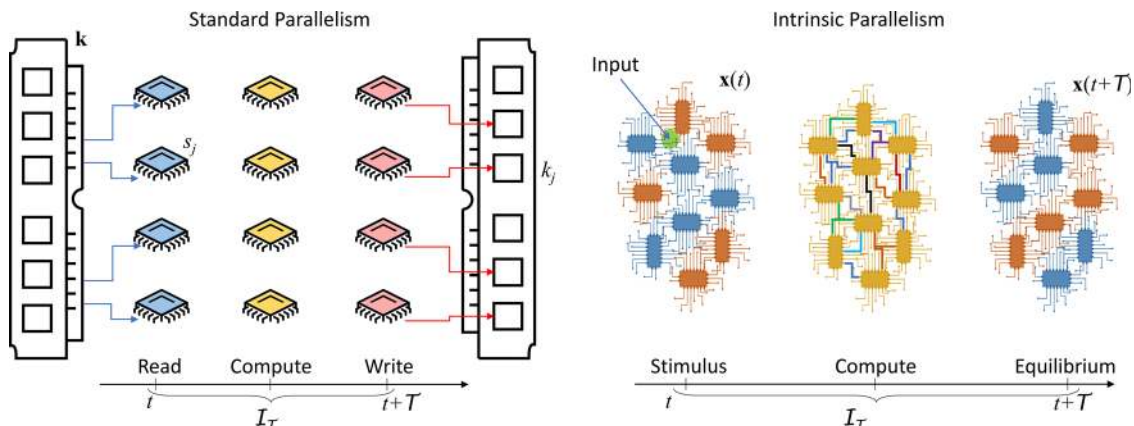 Standard Parallelism
k
s_j
k_j
Read
Compute
Write
t
t+T
I_T
Intrinsic Parallelism
Input
x(t)
x(t+T)
Stimulus
Compute
Equilibrium
t
t+T
I_T